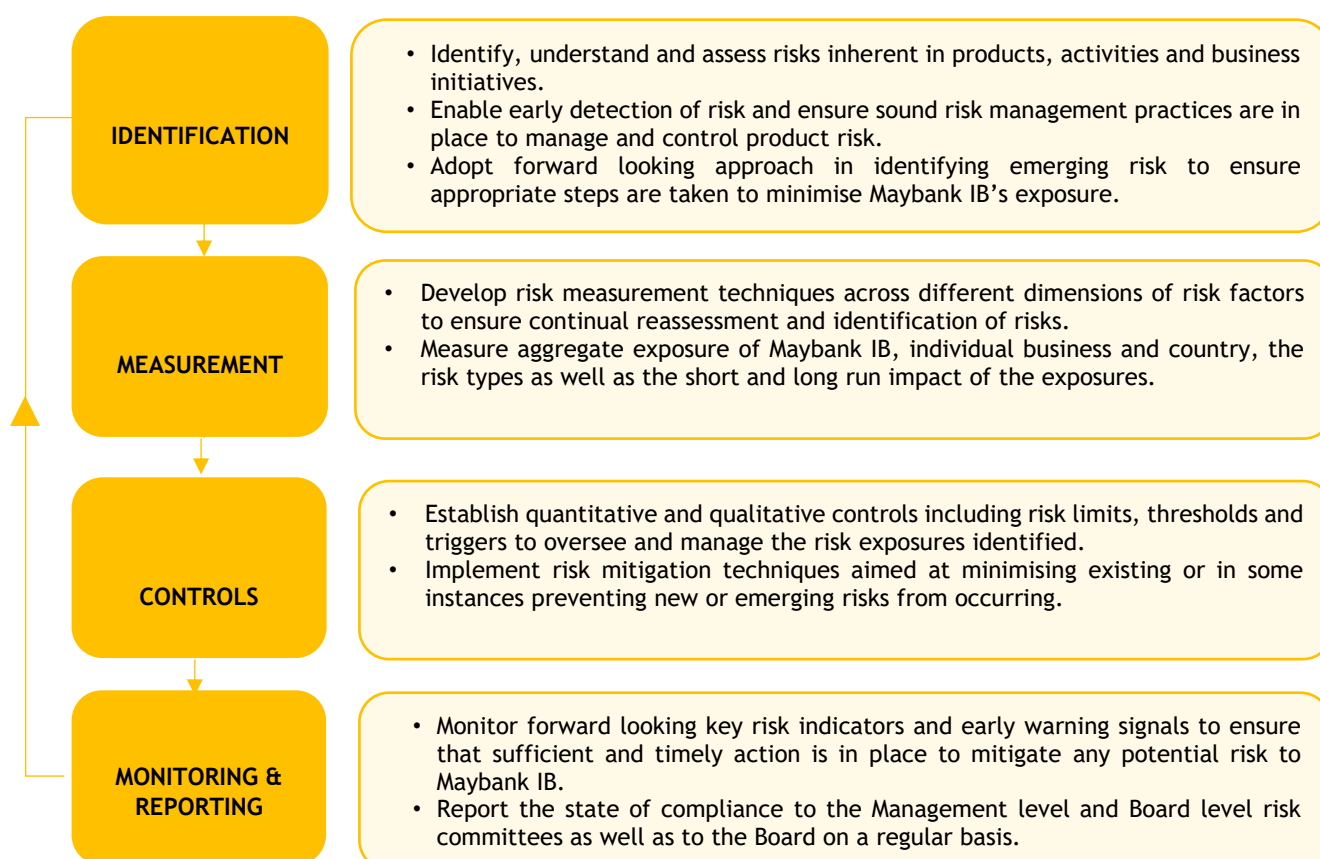 IDENTIFICATION
• Identify, understand and assess risks inherent in products, activities and business
initiatives.
• Enable early detection of risk and ensure sound risk management practices are in
place to manage and control product risk.
• Adopt forward looking approach in identifying emerging risk to ensure
appropriate steps are taken to minimise Maybank IB’s exposure.
MEASUREMENT
• Develop risk measurement techniques across different dimensions of risk factors
to ensure continual reassessment and identification of risks.
• Measure aggregate exposure of Maybank IB, individual business and country, the
risk types as well as the short and long run impact of the exposures.
CONTROLS
• Establish quantitative and qualitative controls including risk limits, thresholds and
triggers to oversee and manage the risk exposures identified.
• Implement risk mitigation techniques aimed at minimising existing or in some
instances preventing new or emerging risks from occurring.
MONITORING &
REPORTING
• Monitor forward looking key risk indicators and early warning signals to ensure
that sufficient and timely action is in place to mitigate any potential risk to
Maybank IB.
• Report the state of compliance to the Management level and Board level risk
committees as well as to the Board on a regular basis.